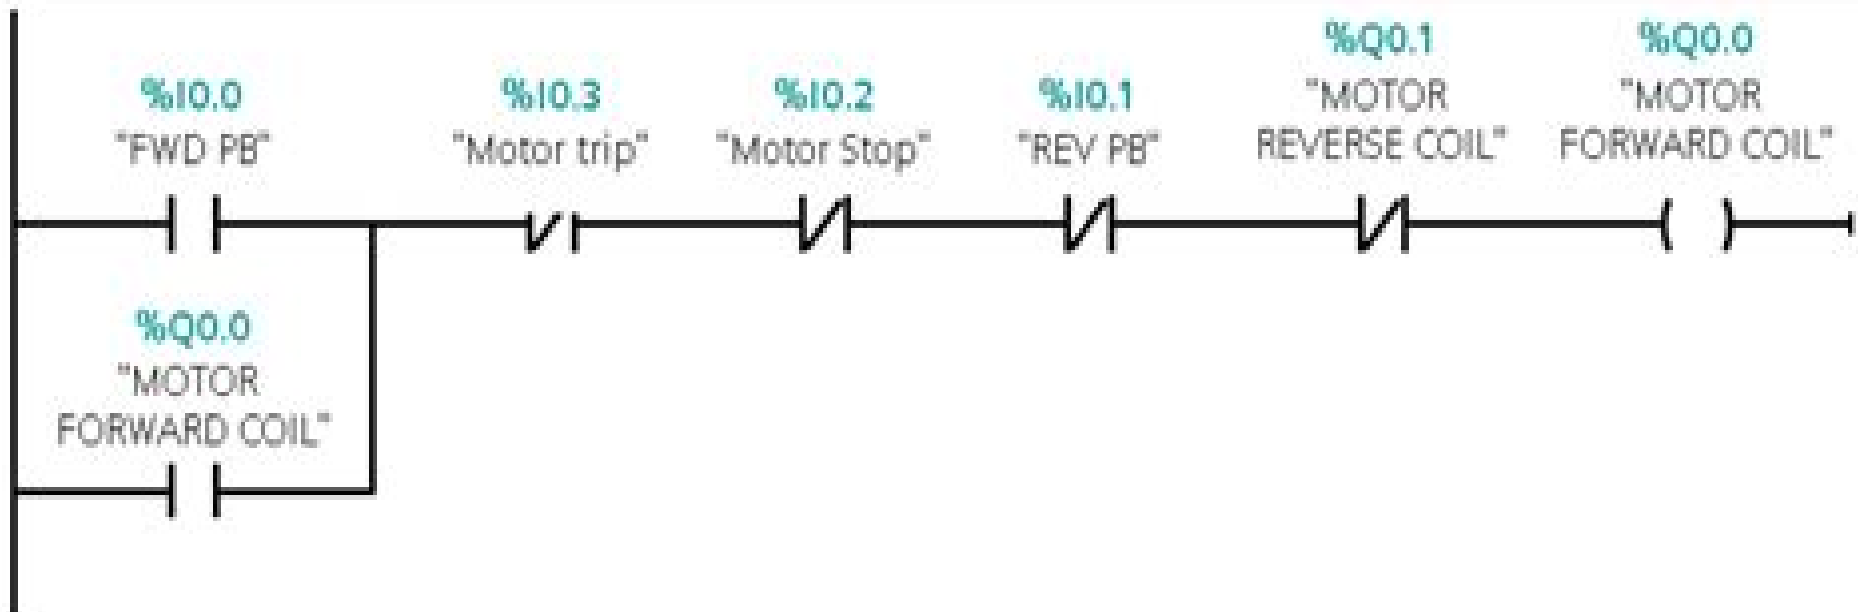 %I0.0
"FWD PB"
%I0.3
"Motor trip"
%I0.2
"Motor Stop"
%I0.1
"REV PB"
%Q0.1
"MOTOR
REVERSE COIL"
%Q0.0
"MOTOR
FORWARD COIL"
%Q0.0
"MOTOR
FORWARD COIL"